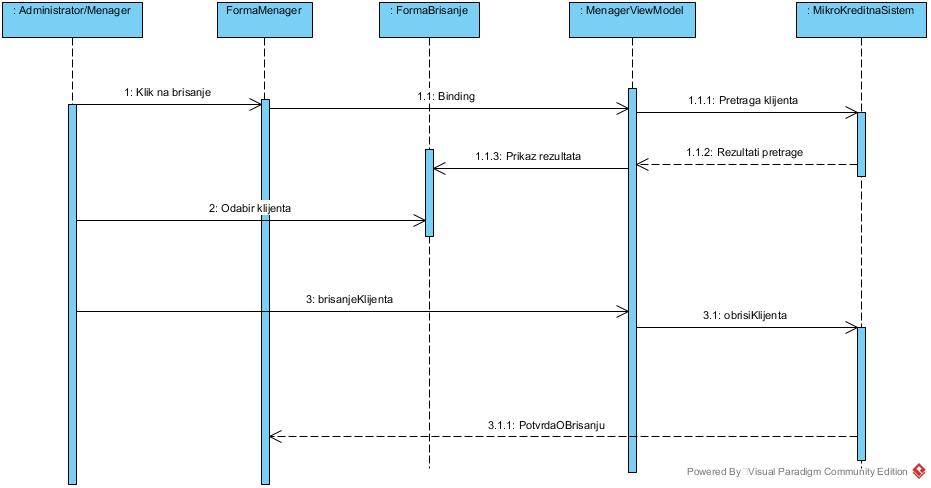 : Administrator/Menager
FormaMenager
: FormaBrisanje
: MenagerViewModel
: MikroKreditnaSistem
1: Klik na brisanje
1.1: Binding
1.1.1: Pretraga klijenta
1.1.2: Rezultati pretrage
1.1.3: Prikaz rezultata
2: Odabir klijenta
3: brisanjeKlijenta
3.1: obrisiKlijenta
3.1.1: PotvrdaOBrisanju
Powered By Visual Paradigm Community Edition